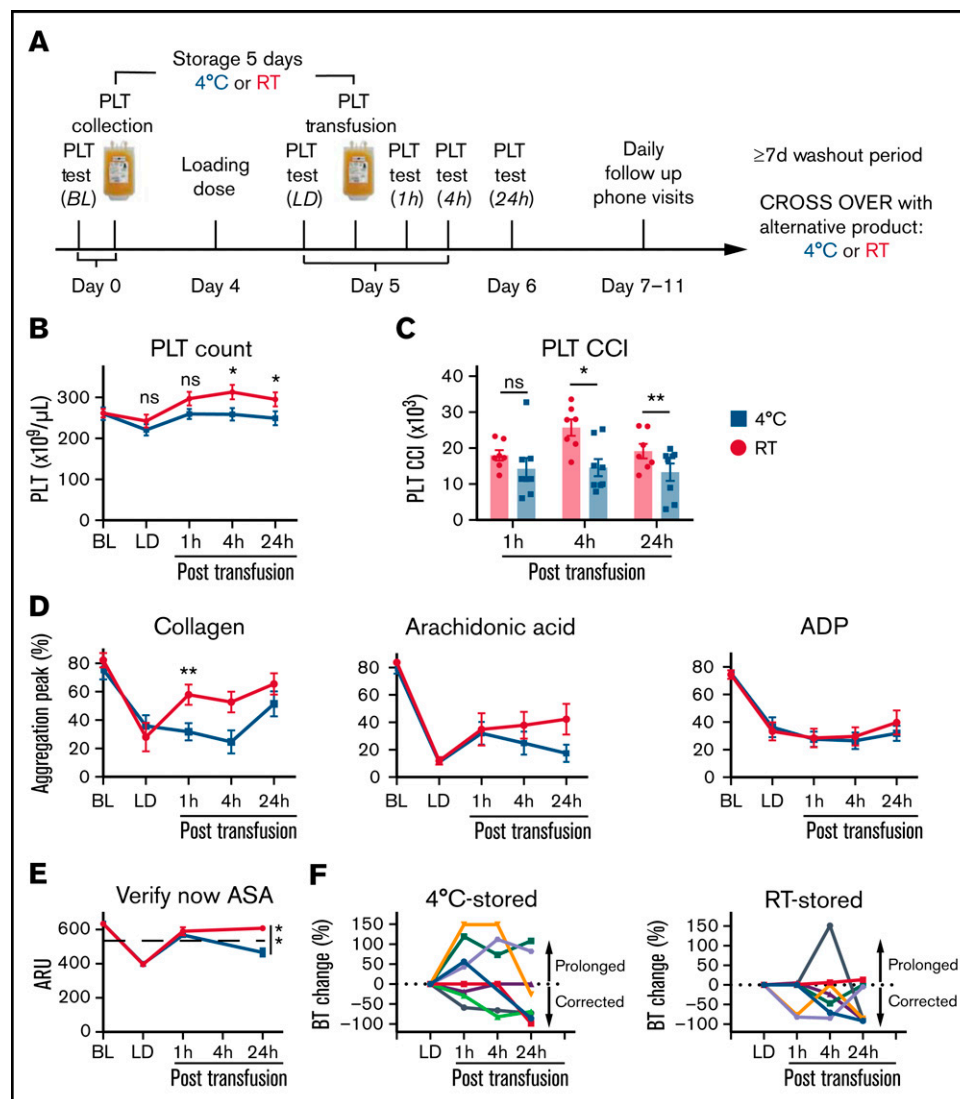 A
Storage 5 days
4°C or RT
PLT
collection
PLT
transfusion
PLT
test
(BL)
Loading
dose
PLT
test
(LD)
PLT
test
(1h)
PLT
test
(4h)
PLT
test
(24h)
Daily
follow up
phone visits
≥7d washout period
CROSS OVER with
alternative product:
4°C or RT
Day 0
Day 4
Day 5
Day 6
Day 7–11
B
PLT count
PLT (x10⁹/μL)
300
200
100
0
ns
ns
*
*
BL
LD
1h
4h
24h
Post transfusion
C
PLT CCI
PLT CCI (x10³)
40
30
20
10
0
ns
*
**
1h
4h
24h
Post transfusion
4°C
RT
D
Collagen
Aggregation peak (%)
80
60
40
20
0
**
BL
LD
1h
4h
24h
Post transfusion
Arachidonic acid
80
60
40
20
0
BL
LD
1h
4h
24h
Post transfusion
ADP
80
60
40
20
0
BL
LD
1h
4h
24h
Post transfusion
E
Verify now ASA
ARU
600
400
200
0
*
*
BL
LD
1h
4h
24h
Post transfusion
F
4°C-stored
BT change (%)
150
100
50
0
−50
−100
Prolonged
Corrected
LD
1h
4h
24h
Post transfusion
RT-stored
BT change (%)
150
100
50
0
−50
−100
Prolonged
Corrected
LD
1h
4h
24h
Post transfusion